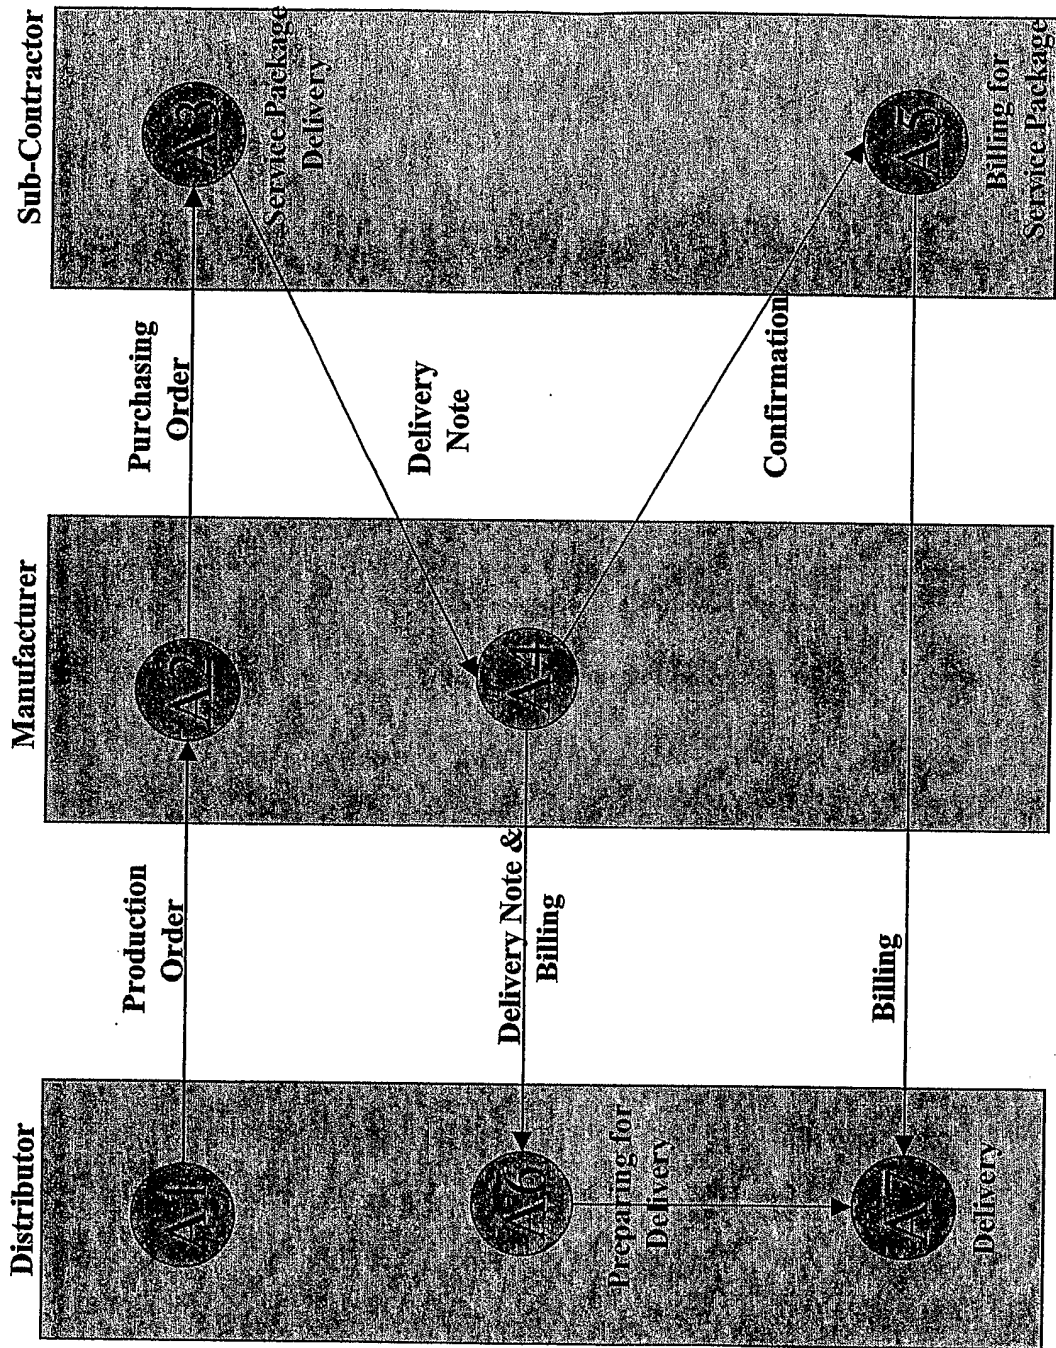 Distributor
Manufacturer
Sub-Contractor
A1
Production
Order
A2
Purchasing
Order
A3
Service Package
Delivery
Delivery
Note
A6
Preparing for
Delivery
Delivery Note &
Billing
A4
Confirmation
A7
Delivery
Billing
A5
Billing for
Service Package